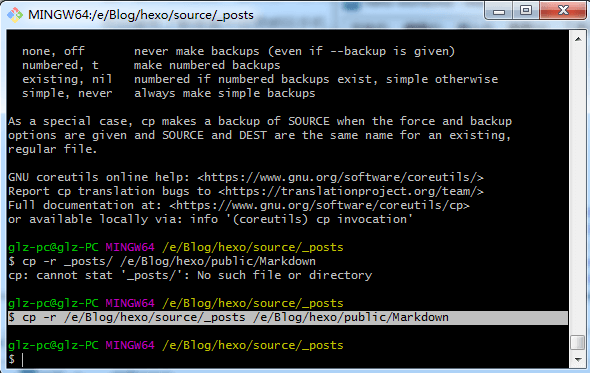 MINGW64:/e/Blog/hexo/source/_posts
none, off       never make backups (even if --backup is given)
numbered, t     make numbered backups
existing, nil   numbered if numbered backups exist, simple otherwise
simple, never   always make simple backups
As a special case, cp makes a backup of SOURCE when the force and backup
options are given and SOURCE and DEST are the same name for an existing,
regular file.
GNU coreutils online help: <https://www.gnu.org/software/coreutils/>
Report cp translation bugs to <https://translationproject.org/team/>
Full documentation at: <https://www.gnu.org/software/coreutils/cp>
or available locally via: info '(coreutils) cp invocation'
glz-pc@glz-PC MINGW64 /e/Blog/hexo/source/_posts
$ cp -r _posts/ /e/Blog/hexo/public/Markdown
cp: cannot stat '_posts/': No such file or directory
glz-pc@glz-PC MINGW64 /e/Blog/hexo/source/_posts
$ cp -r /e/Blog/hexo/source/_posts /e/Blog/hexo/public/Markdown
glz-pc@glz-PC MINGW64 /e/Blog/hexo/source/_posts
$